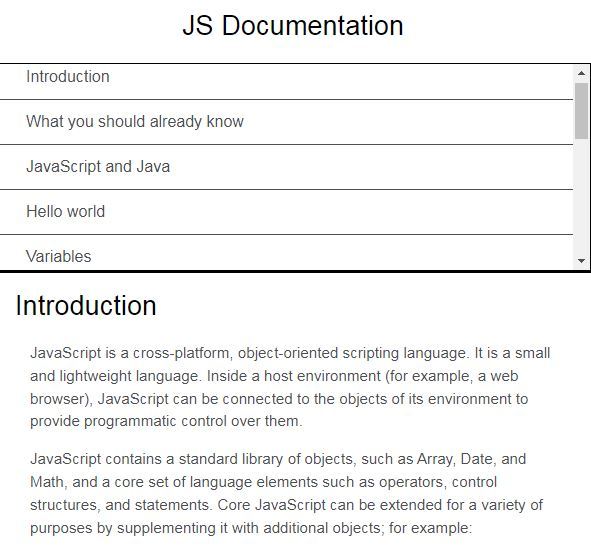 JS Documentation
Introduction
What you should already know
JavaScript and Java
Hello world
Variables
Introduction
JavaScript is a cross-platform, object-oriented scripting language. It is a small
and lightweight language. Inside a host environment (for example, a web
browser), JavaScript can be connected to the objects of its environment to
provide programmatic control over them.
JavaScript contains a standard library of objects, such as Array, Date, and
Math, and a core set of language elements such as operators, control
structures, and statements. Core JavaScript can be extended for a variety of
purposes by supplementing it with additional objects; for example: